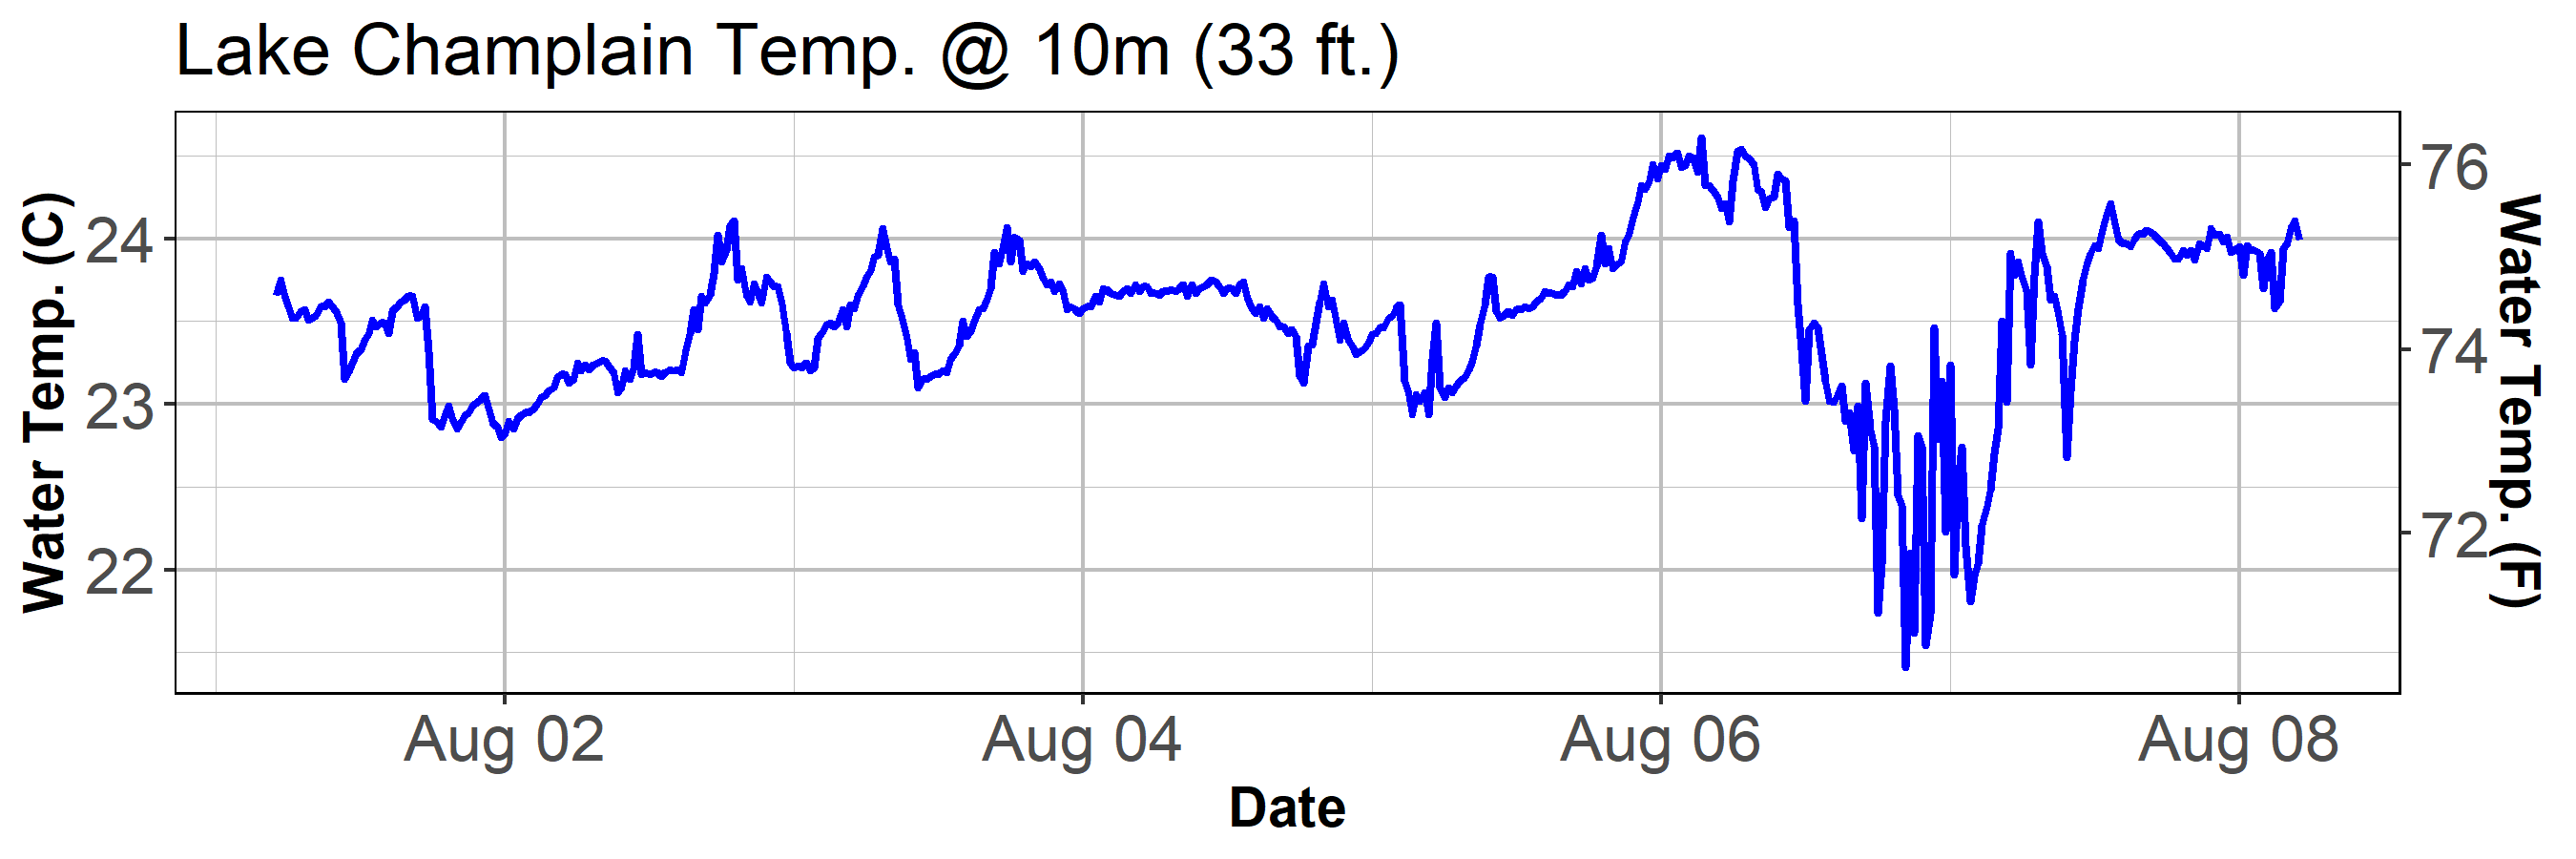 Lake Champlain Temp. @ 10m (33 ft.)
Water Temp. (C)
24
23
22
76
74
72
Water Temp. (F)
Aug 02
Aug 04
Aug 06
Aug 08
Date